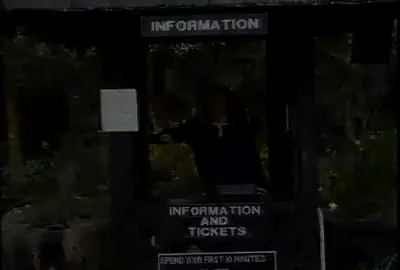 INFORMATION
INFORMATION
AND
TICKETS
SPEND YOUR FIRST 10 MINUTES